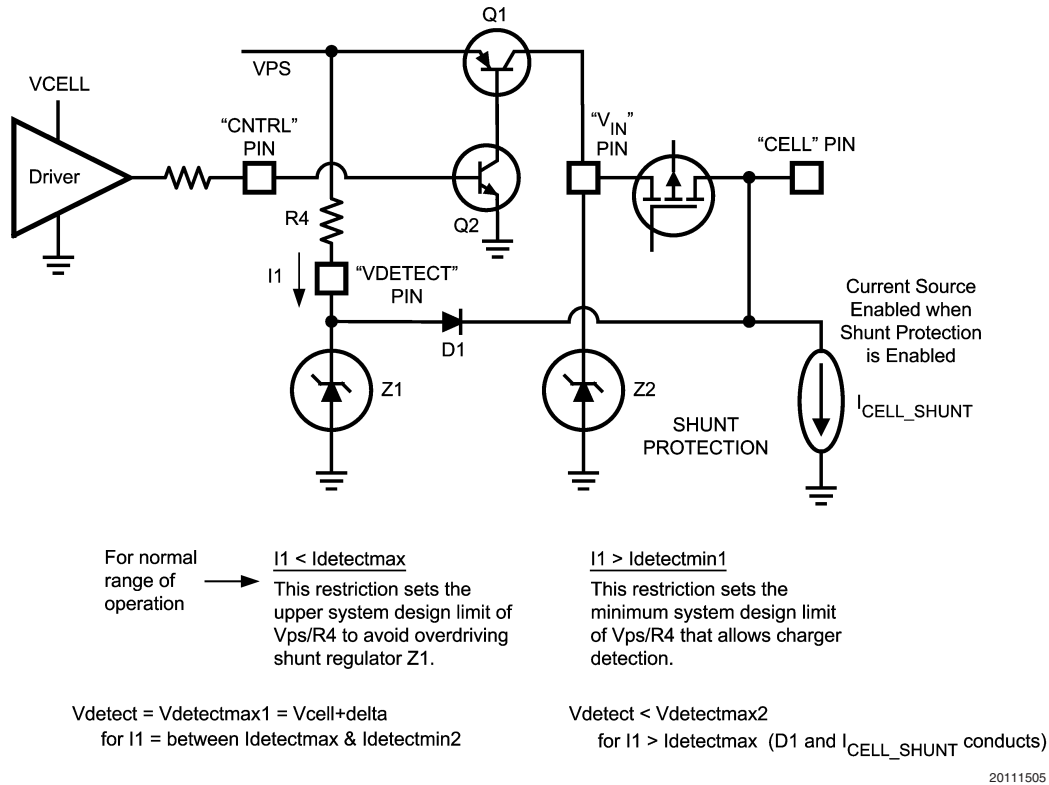 Q1
VPS
VCELL
“CNTRL”
PIN
“V_IN”
PIN
“CELL” PIN
Driver
R4
Q2
I1
“VDETECT”
PIN
Current Source
Enabled when
Shunt Protection
is Enabled
D1
Z1
Z2
I_CELL_SHUNT
SHUNT
PROTECTION
For normal
range of
operation
I1 < Idetectmax
This restriction sets the
upper system design limit of
Vps/R4 to avoid overdriving
shunt regulator Z1.
I1 > Idetectmin1
This restriction sets the
minimum system design limit
of Vps/R4 that allows charger
detection.
Vdetect = Vdetectmax1 = Vcell+delta
for I1 = between Idetectmax & Idetectmin2
Vdetect < Vdetectmax2
for I1 > Idetectmax (D1 and I_CELL_SHUNT conducts)
20111505